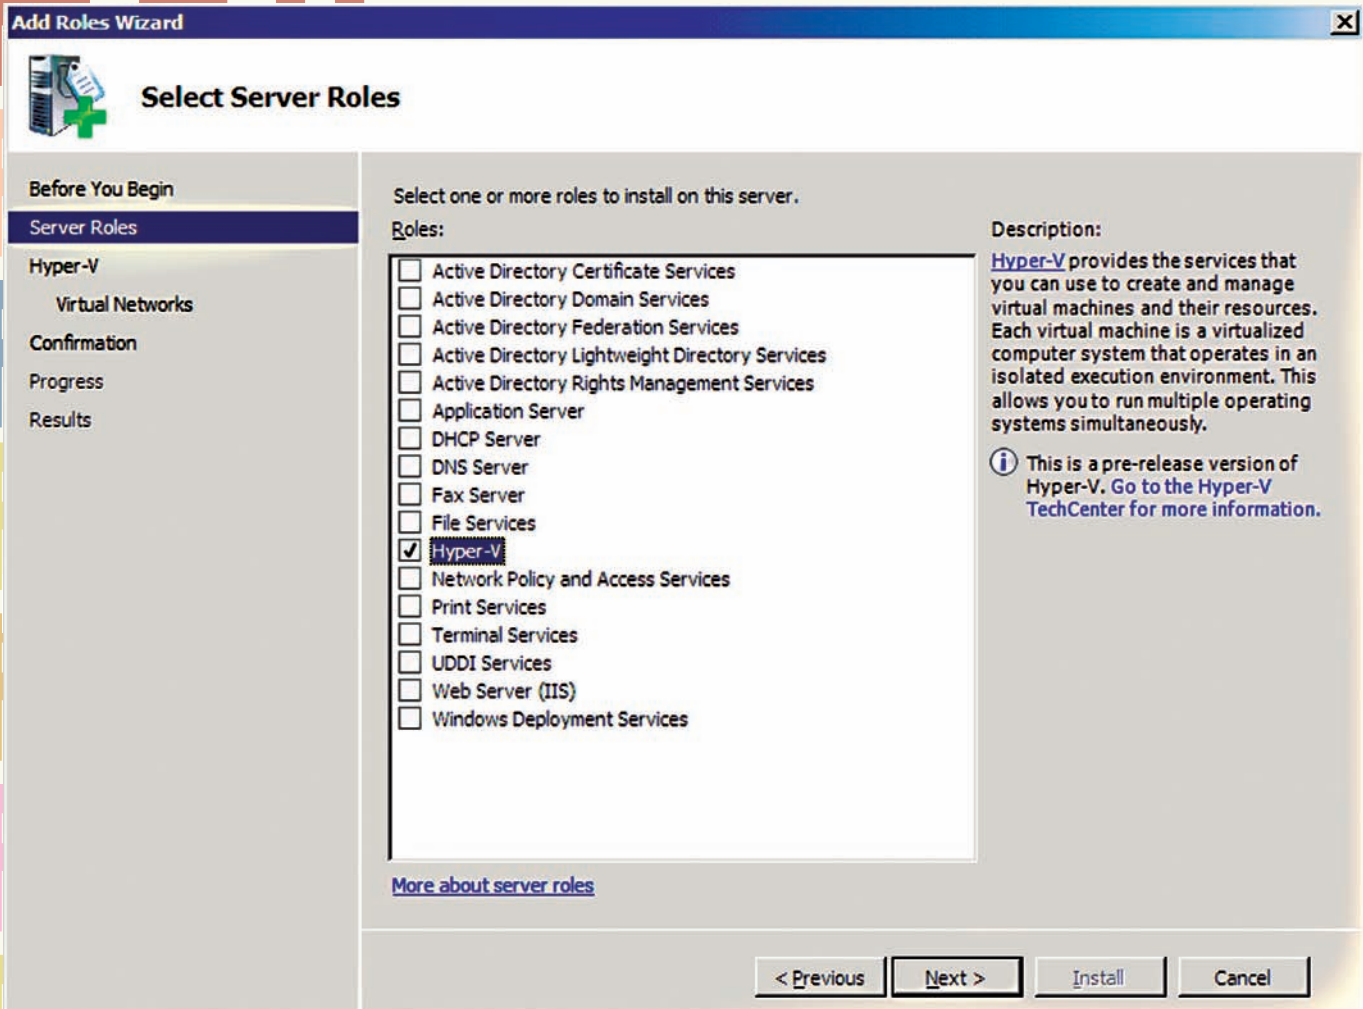 Add Roles Wizard
Select Server Roles
Before You Begin
Server Roles
Hyper-V
Virtual Networks
Confirmation
Progress
Results
Select one or more roles to install on this server.
Roles:
Active Directory Certificate Services
Active Directory Domain Services
Active Directory Federation Services
Active Directory Lightweight Directory Services
Active Directory Rights Management Services
Application Server
DHCP Server
DNS Server
Fax Server
File Services
Hyper-V
Network Policy and Access Services
Print Services
Terminal Services
UDDI Services
Web Server (IIS)
Windows Deployment Services
More about server roles
Description:
Hyper-V provides the services that
you can use to create and manage
virtual machines and their resources.
Each virtual machine is a virtualized
computer system that operates in an
isolated execution environment. This
allows you to run multiple operating
systems simultaneously.
This is a pre-release version of
Hyper-V. Go to the Hyper-V
TechCenter for more information.
< Previous
Next >
Install
Cancel